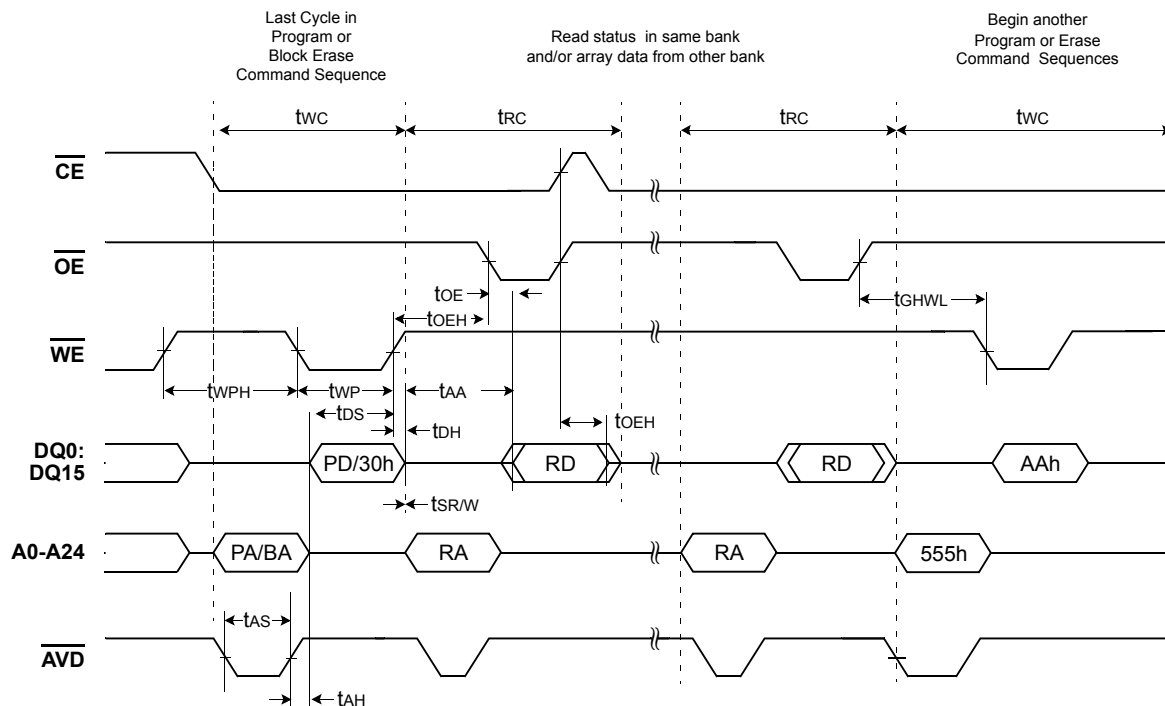 Last Cycle in
Program or
Block Erase
Command Sequence
Read status in same bank
and/or array data from other bank
Begin another
Program or Erase
Command Sequences
tWC
tRC
tRC
tWC
CE
OE
tOE
tOEH
tGHWL
WE
tWPH
tWP
tAA
tDS
tDH
tOEH
DQ0:
DQ15
PD/30h
RD
RD
AAh
tSR/W
A0-A24
PA/BA
RA
RA
555h
tAS
AVD
tAH